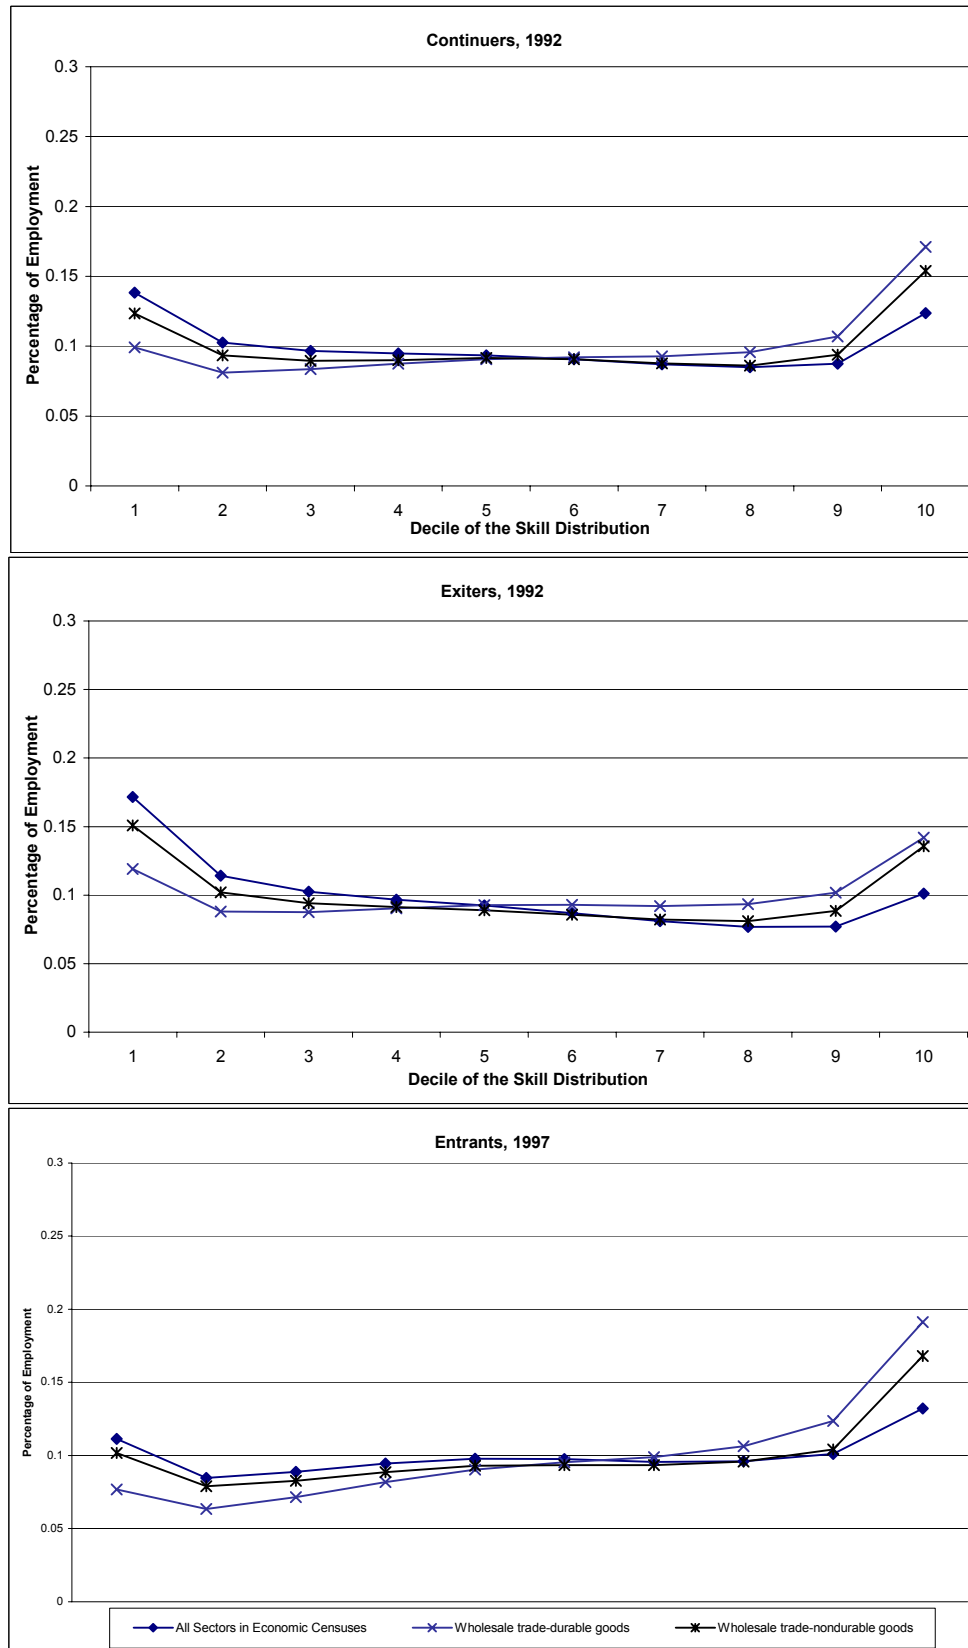 Continuers, 1992
0.3
0.25
0.2
0.15
0.1
0.05
0
Percentage of Employment
1 2 3 4 5 6 7 8 9 10
Decile of the Skill Distribution
Exiters, 1992
0.3
0.25
0.2
0.15
0.1
0.05
0
Percentage of Employment
1 2 3 4 5 6 7 8 9 10
Decile of the Skill Distribution
Entrants, 1997
0.3
0.25
0.2
0.15
0.1
0.05
0
Percentage of Employment
All Sectors in Economic Censuses Wholesale trade-durable goods Wholesale trade-nondurable goods